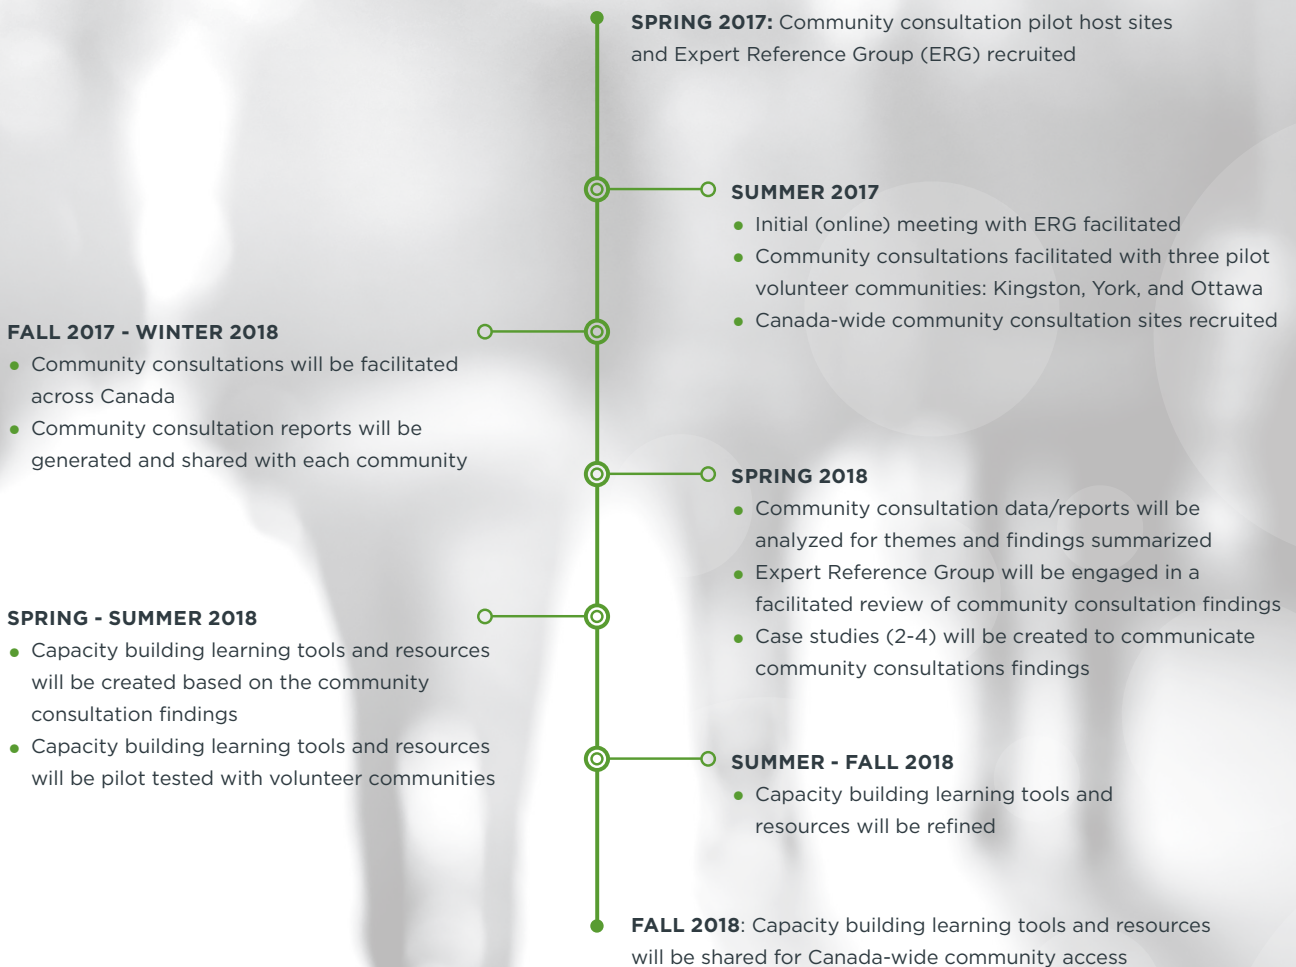 SPRING 2017: Community consultation pilot host sites
and Expert Reference Group (ERG) recruited
SUMMER 2017
• Initial (online) meeting with ERG facilitated
• Community consultations facilitated with three pilot
volunteer communities: Kingston, York, and Ottawa
• Canada-wide community consultation sites recruited
FALL 2017 - WINTER 2018
• Community consultations will be facilitated
across Canada
• Community consultation reports will be
generated and shared with each community
SPRING 2018
• Community consultation data/reports will be
analyzed for themes and findings summarized
• Expert Reference Group will be engaged in a
facilitated review of community consultation findings
• Case studies (2-4) will be created to communicate
community consultations findings
SPRING - SUMMER 2018
• Capacity building learning tools and resources
will be created based on the community
consultation findings
• Capacity building learning tools and resources
will be pilot tested with volunteer communities
SUMMER - FALL 2018
• Capacity building learning tools and
resources will be refined
FALL 2018: Capacity building learning tools and resources
will be shared for Canada-wide community access